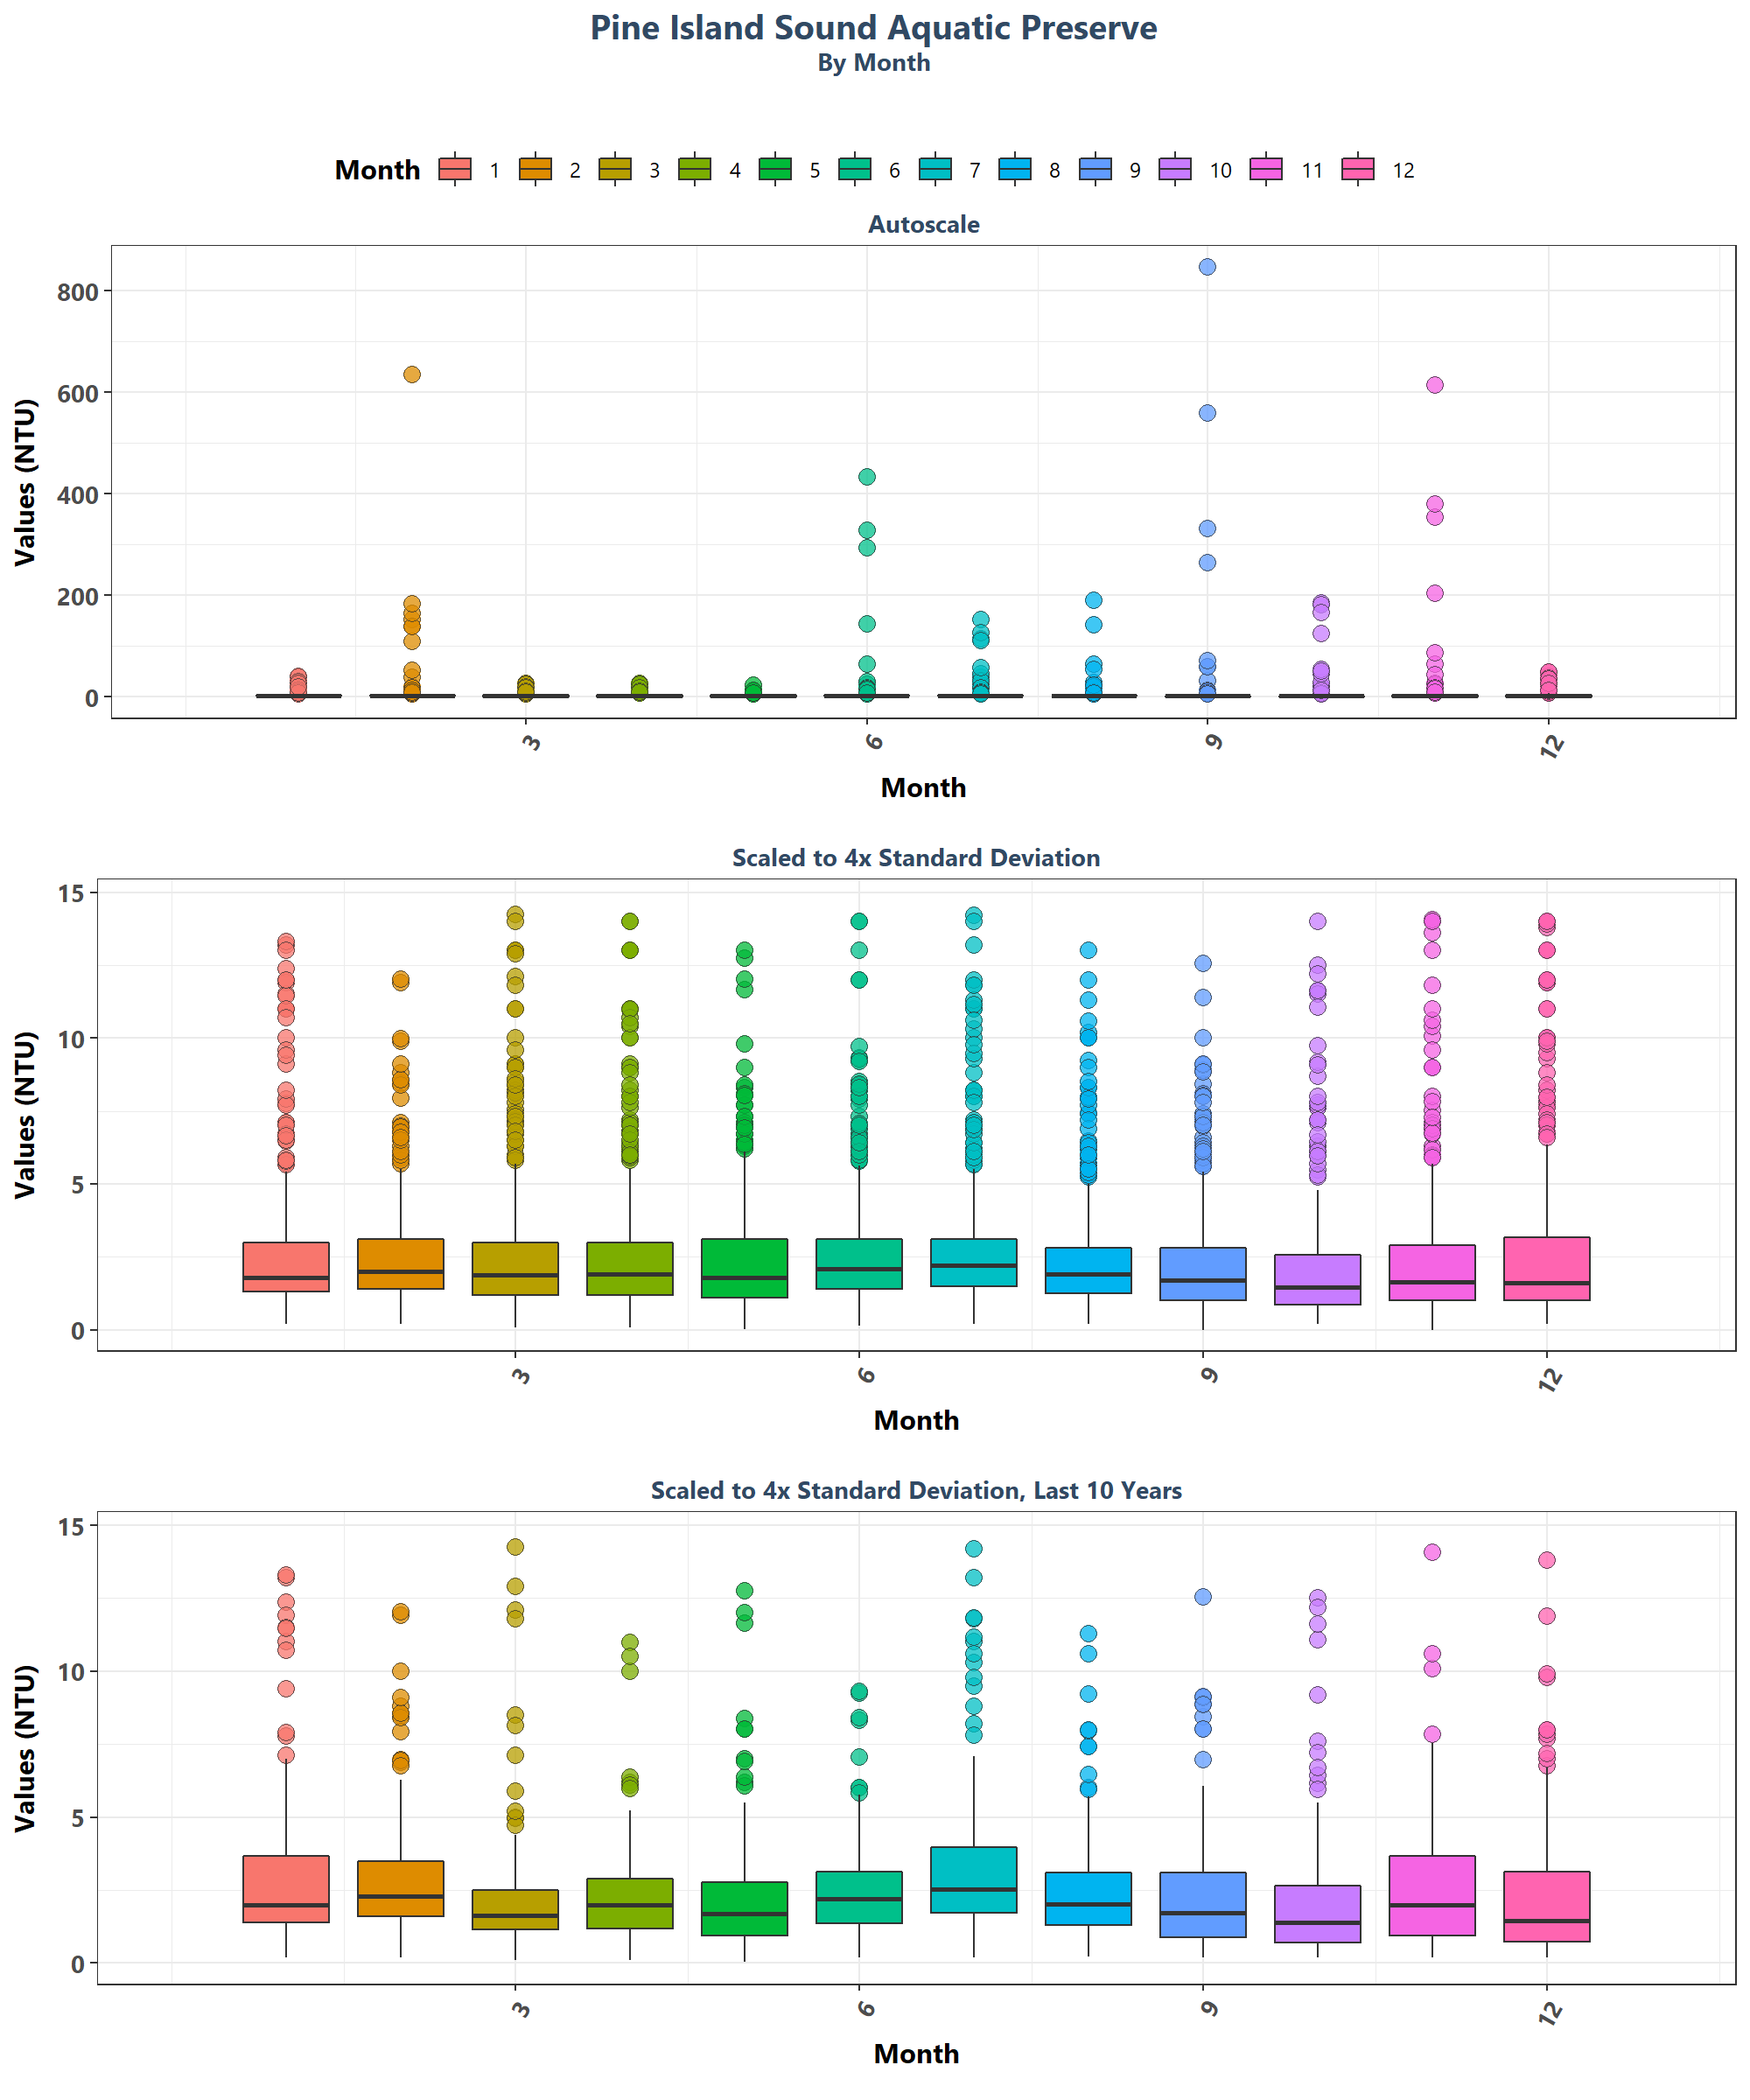 Pine Island Sound Aquatic Preserve
By Month
Month 1 2 3 4 5 6 7 8 9 10 11 12
Autoscale
Values (NTU)
800
600
400
200
0
3 6 9 12
Month
Scaled to 4x Standard Deviation
Values (NTU)
15
10
5
0
3 6 9 12
Month
Scaled to 4x Standard Deviation, Last 10 Years
Values (NTU)
15
10
5
0
3 6 9 12
Month